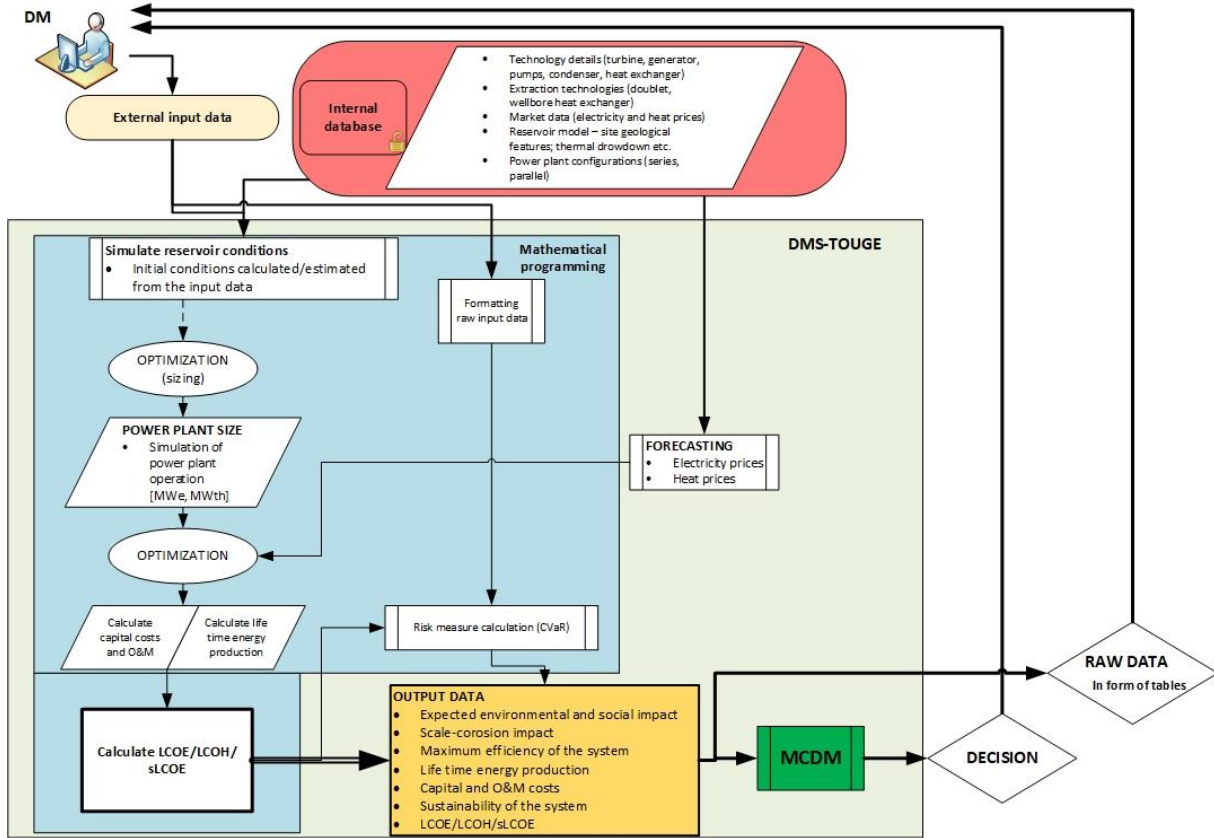 DM
External input data
Internal
database
• Technology details (turbine, generator,
pumps, condenser, heat exchanger)
• Extraction technologies (doublet,
wellbore heat exchanger)
• Market data (electricity and heat prices)
• Reservoir model – site geological
features; thermal drowdown etc.
• Power plant configurations (series,
parallel)
DMS-TOUGE
Mathematical
programming
Simulate reservoir conditions
• Initial conditions calculated/estimated
from the input data
Formatting
raw input data
OPTIMIZATION
(sizing)
POWER PLANT SIZE
• Simulation of
power plant
operation
[MWe, MWth]
FORECASTING
• Electricity prices
• Heat prices
OPTIMIZATION
Calculate
capital costs
and O&M
Calculate life
time energy
production
Risk measure calculation (CVaR)
Calculate LCOE/LCOH/
sLCOE
OUTPUT DATA
• Expected environmental and social impact
• Scale-corosion impact
• Maximum efficiency of the system
• Life time energy production
• Capital and O&M costs
• Sustainability of the system
• LCOE/LCOH/sLCOE
MCDM
DECISION
RAW DATA
In form of tables